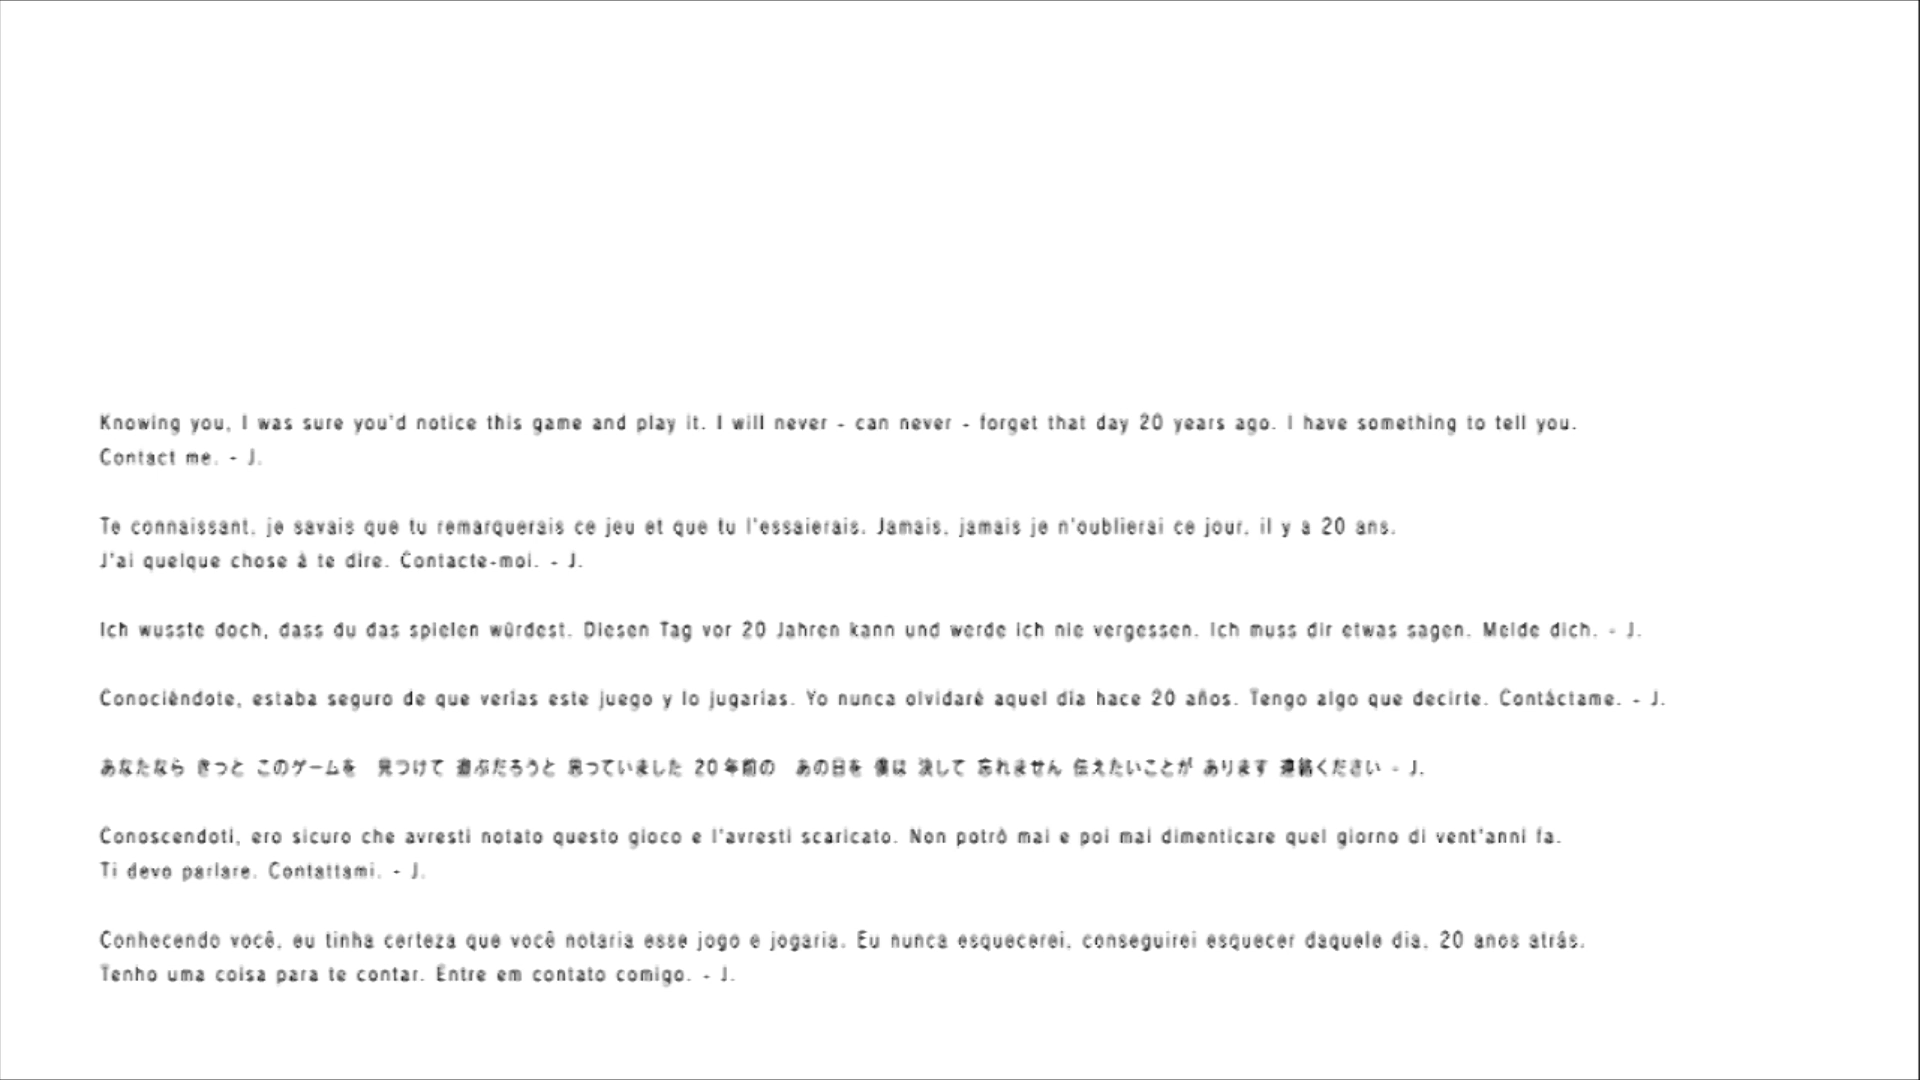 Knowing you, I was sure you'd notice this game and play it. I will never - can never - forget that day 20 years ago. I have something to tell you.
Contact me. - J.
Te connaissant, je savais que tu remarquerais ce jeu et que tu l'essaierais. Jamais, jamais je n'oublierai ce jour, il y a 20 ans.
J'ai quelque chose à te dire. Contacte-moi. - J.
Ich wusste doch, dass du das spielen würdest. Diesen Tag vor 20 Jahren kann und werde ich nie vergessen. Ich muss dir etwas sagen. Melde dich. - J.
Conociéndote, estaba seguro de que verías este juego y lo jugarías. Yo nunca olvidaré aquel día hace 20 años. Tengo algo que decirte. Contáctame. - J.
あなたなら きっと このゲームを　見つけて 遊ぶだろうと 思っていました 20年前の　あの日を 僕は 決して 忘れません 伝えたいことが あります 連絡ください - J.
Conoscendoti, ero sicuro che avresti notato questo gioco e l'avresti scaricato. Non potrò mai e poi mai dimenticare quel giorno di vent'anni fa.
Ti devo parlare. Contattami. - J.
Conhecendo você, eu tinha certeza que você notaria esse jogo e jogaria. Eu nunca esquecerei, conseguirei esquecer daquele dia, 20 anos atrás.
Tenho uma coisa para te contar. Entre em contato comigo. - J.